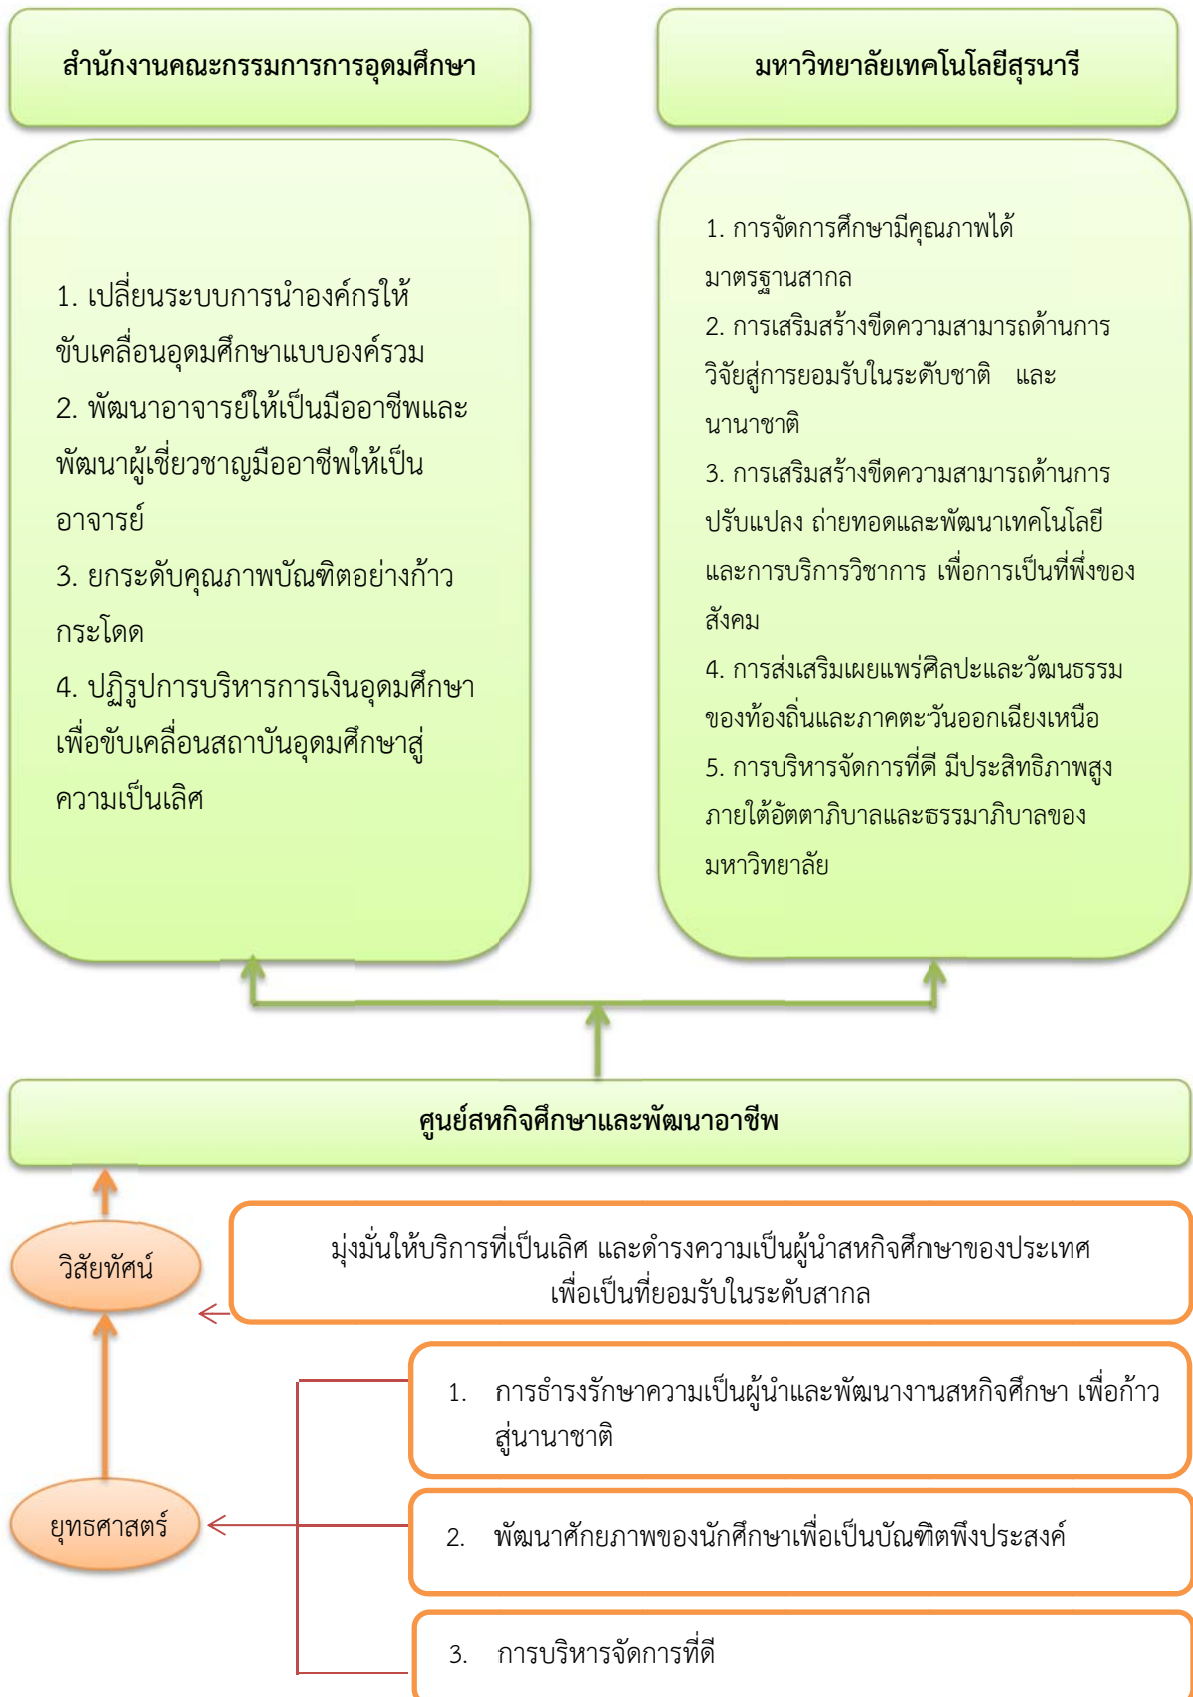 สำนักงานคณะกรรมการการอุดมศึกษา
มหาวิทยาลัยเทคโนโลยีสุรนารี
1. เปลี่ยนระบบการนำองค์กรให้
ขับเคลื่อนอุดมศึกษาแบบองค์รวม
2. พัฒนาอาจารย์ให้เป็นมืออาชีพและ
พัฒนาผู้เชี่ยวชาญมืออาชีพให้เป็น
อาจารย์
3. ยกระดับคุณภาพบัณฑิตอย่างก้าว
กระโดด
4. ปฏิรูปการบริหารการเงินอุดมศึกษา
เพื่อขับเคลื่อนสถาบันอุดมศึกษาสู่
ความเป็นเลิศ
1. การจัดการศึกษามีคุณภาพได้
มาตรฐานสากล
2. การเสริมสร้างขีดความสามารถด้านการ
วิจัยสู่การยอมรับในระดับชาติ และ
นานาชาติ
3. การเสริมสร้างขีดความสามารถด้านการ
ปรับแปลง ถ่ายทอดและพัฒนาเทคโนโลยี
และการบริการวิชาการ เพื่อการเป็นที่พึ่งของ
สังคม
4. การส่งเสริมเผยแพร่ศิลปะและวัฒนธรรม
ของท้องถิ่นและภาคตะวันออกเฉียงเหนือ
5. การบริหารจัดการที่ดี มีประสิทธิภาพสูง
ภายใต้อัตตาภิบาลและธรรมาภิบาลของ
มหาวิทยาลัย
ศูนย์สหกิจศึกษาและพัฒนาอาชีพ
วิสัยทัศน์
มุ่งมั่นให้บริการที่เป็นเลิศ และดำรงความเป็นผู้นำสหกิจศึกษาของประเทศ
เพื่อเป็นที่ยอมรับในระดับสากล
ยุทธศาสตร์
1. การธำรงรักษาความเป็นผู้นำและพัฒนางานสหกิจศึกษา เพื่อก้าว
สู่นานาชาติ
2. พัฒนาศักยภาพของนักศึกษาเพื่อเป็นบัณฑิตพึงประสงค์
3. การบริหารจัดการที่ดี